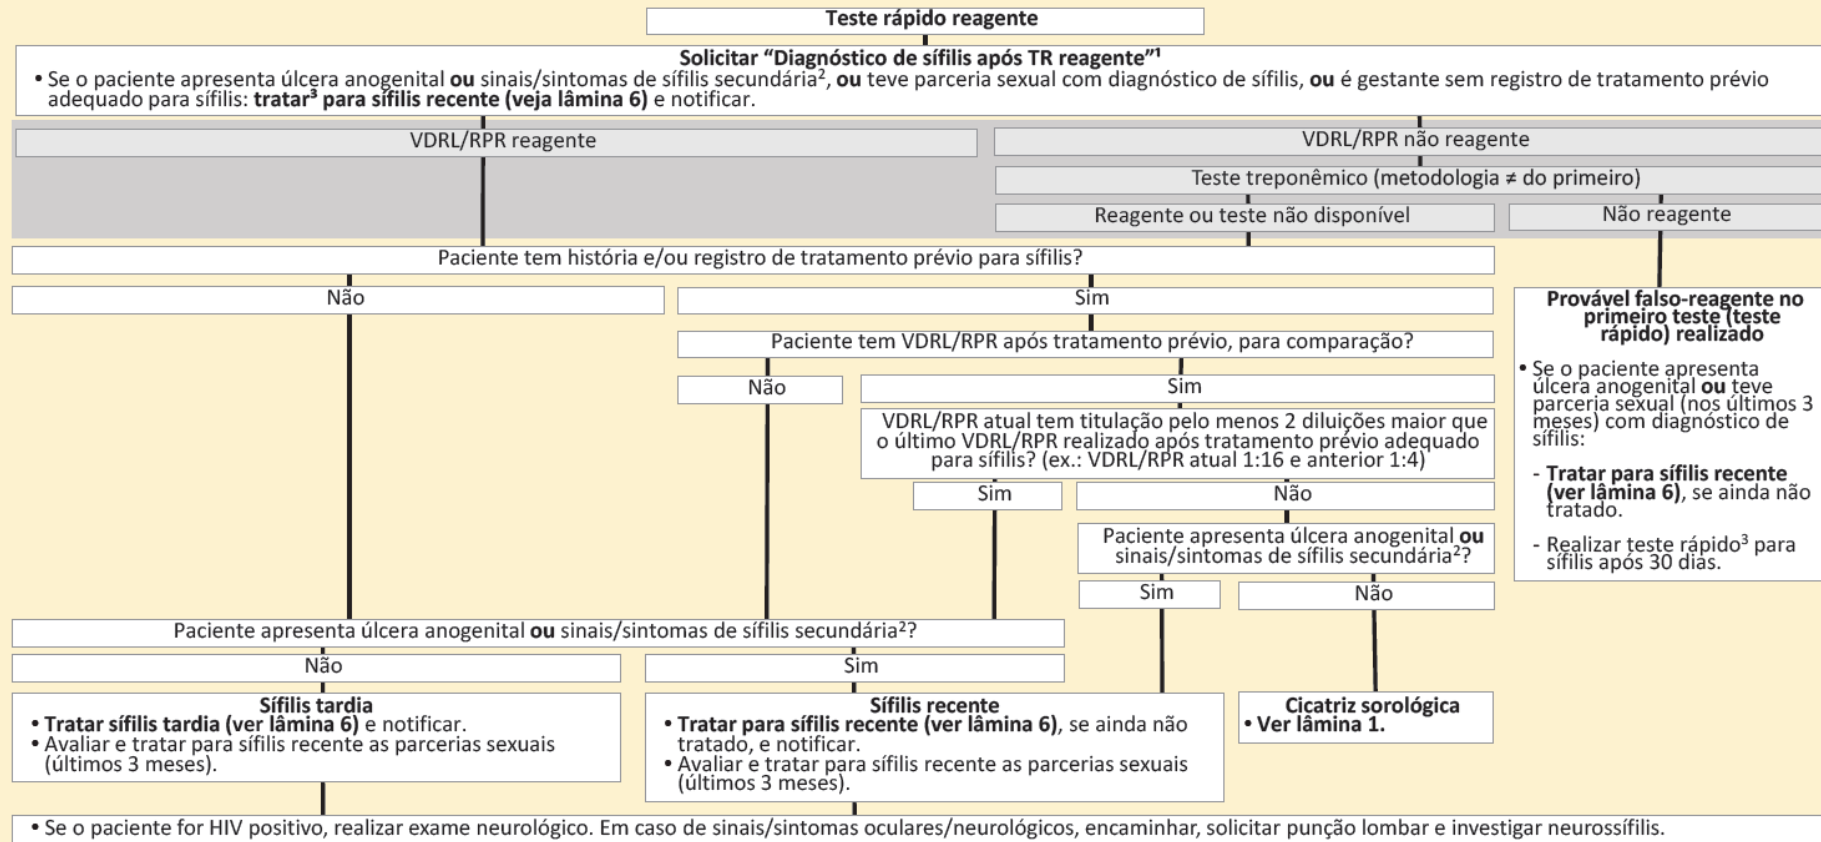 Teste rápido reagente
Solicitar “Diagnóstico de sífilis após TR reagente”¹
• Se o paciente apresenta úlcera anogenital ou sinais/sintomas de sífilis secundária², ou teve parceria sexual com diagnóstico de sífilis, ou é gestante sem registro de tratamento prévio
adequado para sífilis: tratar³ para sífilis recente (veja lâmina 6) e notificar.
VDRL/RPR reagente
VDRL/RPR não reagente
Teste treponêmico (metodologia ≠ do primeiro)
Reagente ou teste não disponível
Não reagente
Paciente tem história e/ou registro de tratamento prévio para sífilis?
Não
Sim
Paciente tem VDRL/RPR após tratamento prévio, para comparação?
Não
Sim
VDRL/RPR atual tem titulação pelo menos 2 diluições maior que
o último VDRL/RPR realizado após tratamento prévio adequado
para sífilis? (ex.: VDRL/RPR atual 1:16 e anterior 1:4)
Sim
Não
Paciente apresenta úlcera anogenital ou
sinais/sintomas de sífilis secundária²?
Sim
Não
Provável falso-reagente no
primeiro teste (teste
rápido) realizado
• Se o paciente apresenta
úlcera anogenital ou teve
parceria sexual (nos últimos 3
meses) com diagnóstico de
sífilis:
- Tratar para sífilis recente
(ver lâmina 6), se ainda não
tratado.
- Realizar teste rápido³ para
sífilis após 30 dias.
Paciente apresenta úlcera anogenital ou sinais/sintomas de sífilis secundária²?
Não
Sim
Sífilis tardia
• Tratar sífilis tardia (ver lâmina 6) e notificar.
• Avaliar e tratar para sífilis recente as parcerias sexuais
(últimos 3 meses).
Sífilis recente
• Tratar para sífilis recente (ver lâmina 6), se ainda não
tratado, e notificar.
• Avaliar e tratar para sífilis recente as parcerias sexuais
(últimos 3 meses).
Cicatriz sorológica
• Ver lâmina 1.
• Se o paciente for HIV positivo, realizar exame neurológico. Em caso de sinais/sintomas oculares/neurológicos, encaminhar, solicitar punção lombar e investigar neurossífilis.